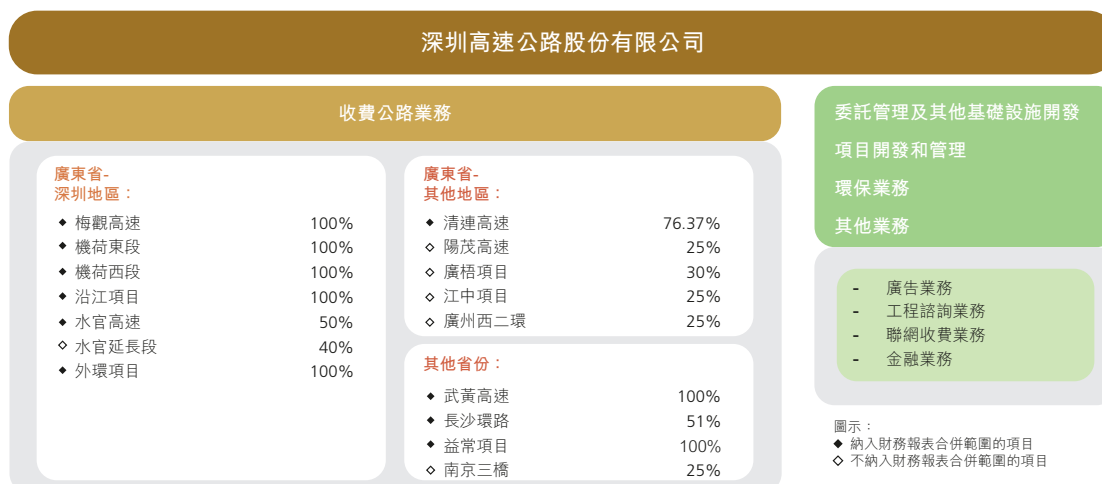 深圳高速公路股份有限公司
收費公路業務
廣東省-
深圳地區：
◆ 梅觀高速 100%
◆ 機荷東段 100%
◆ 機荷西段 100%
◆ 沿江項目 100%
◆ 水官高速 50%
◇ 水官延長段 40%
◆ 外環項目 100%
廣東省-
其他地區：
◆ 清連高速 76.37%
◇ 陽茂高速 25%
◇ 廣梧項目 30%
◇ 江中項目 25%
◇ 廣州西二環 25%
其他省份：
◆ 武黃高速 100%
◆ 長沙環路 51%
◆ 益常項目 100%
◇ 南京三橋 25%
委託管理及其他基礎設施開發
項目開發和管理
環保業務
其他業務
- 廣告業務
- 工程諮詢業務
- 聯網收費業務
- 金融業務
圖示：
◆ 納入財務報表合併範圍的項目
◇ 不納入財務報表合併範圍的項目